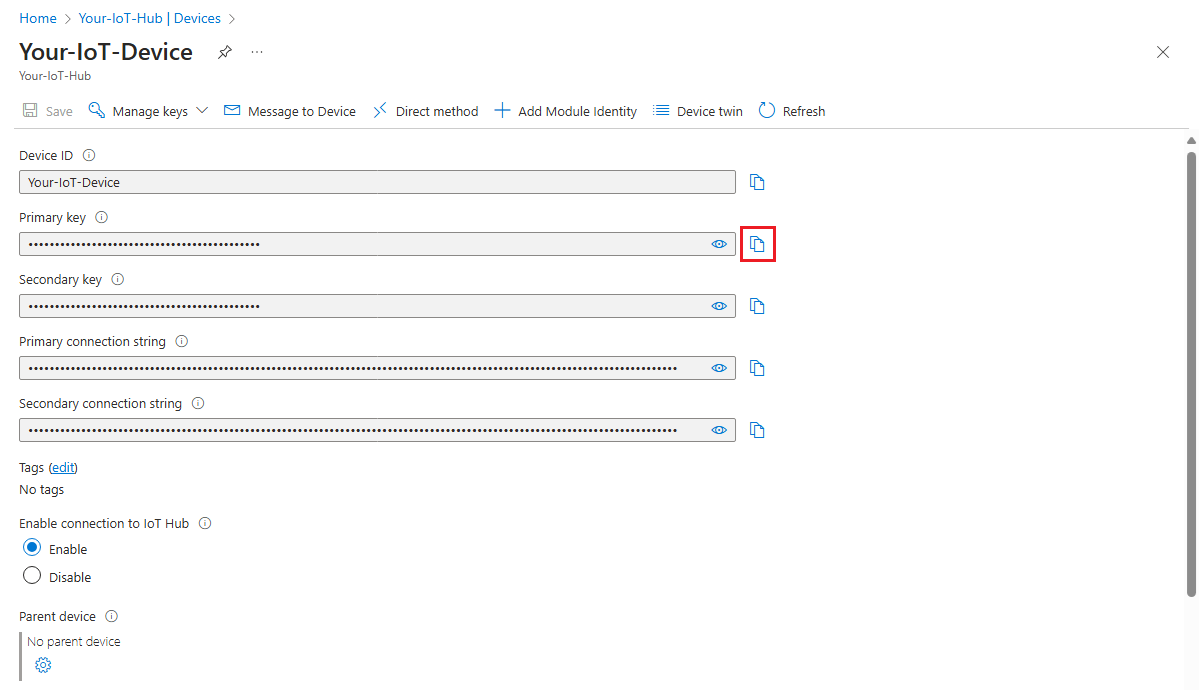 Home > Your-IoT-Hub | Devices >
Your-IoT-Device ...
Your-IoT-Hub
Save Manage keys Message to Device Direct method Add Module Identity Device twin Refresh
Device ID
Your-IoT-Device
Primary key
Secondary key
Primary connection string
Secondary connection string
Tags (edit)
No tags
Enable connection to IoT Hub
Enable
Disable
Parent device
No parent device